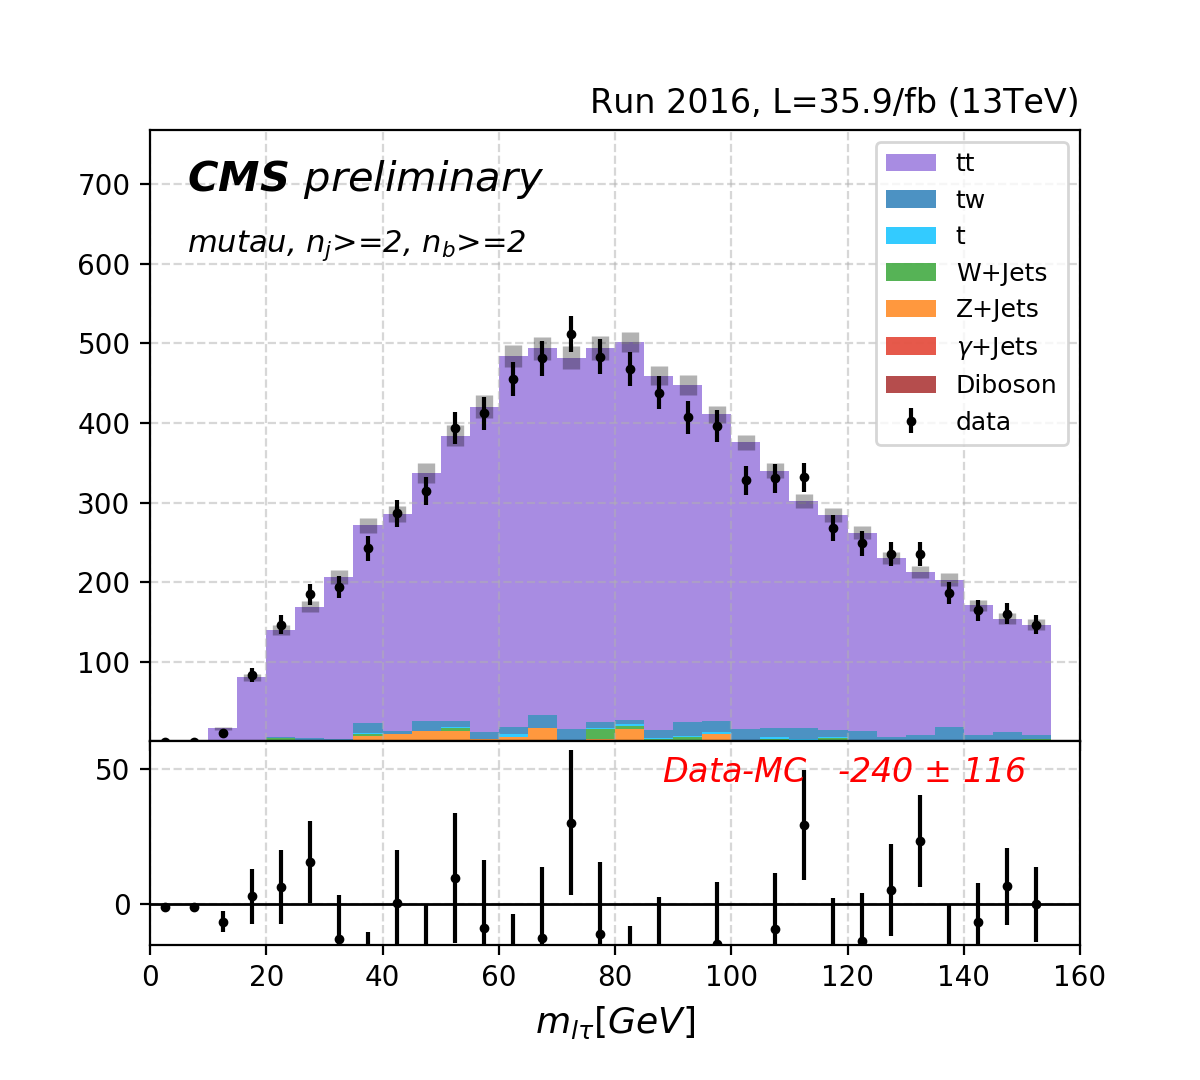 Run 2016, L=35.9/fb (13TeV)
CMS preliminary
mutau, n_j>=2, n_b>=2
tt
tw
t
W+Jets
Z+Jets
γ+Jets
Diboson
data
700
600
500
400
300
200
100
Data-MC -240 ± 116
50
0
0 20 40 60 80 100 120 140 160
m_{lτ}[GeV]